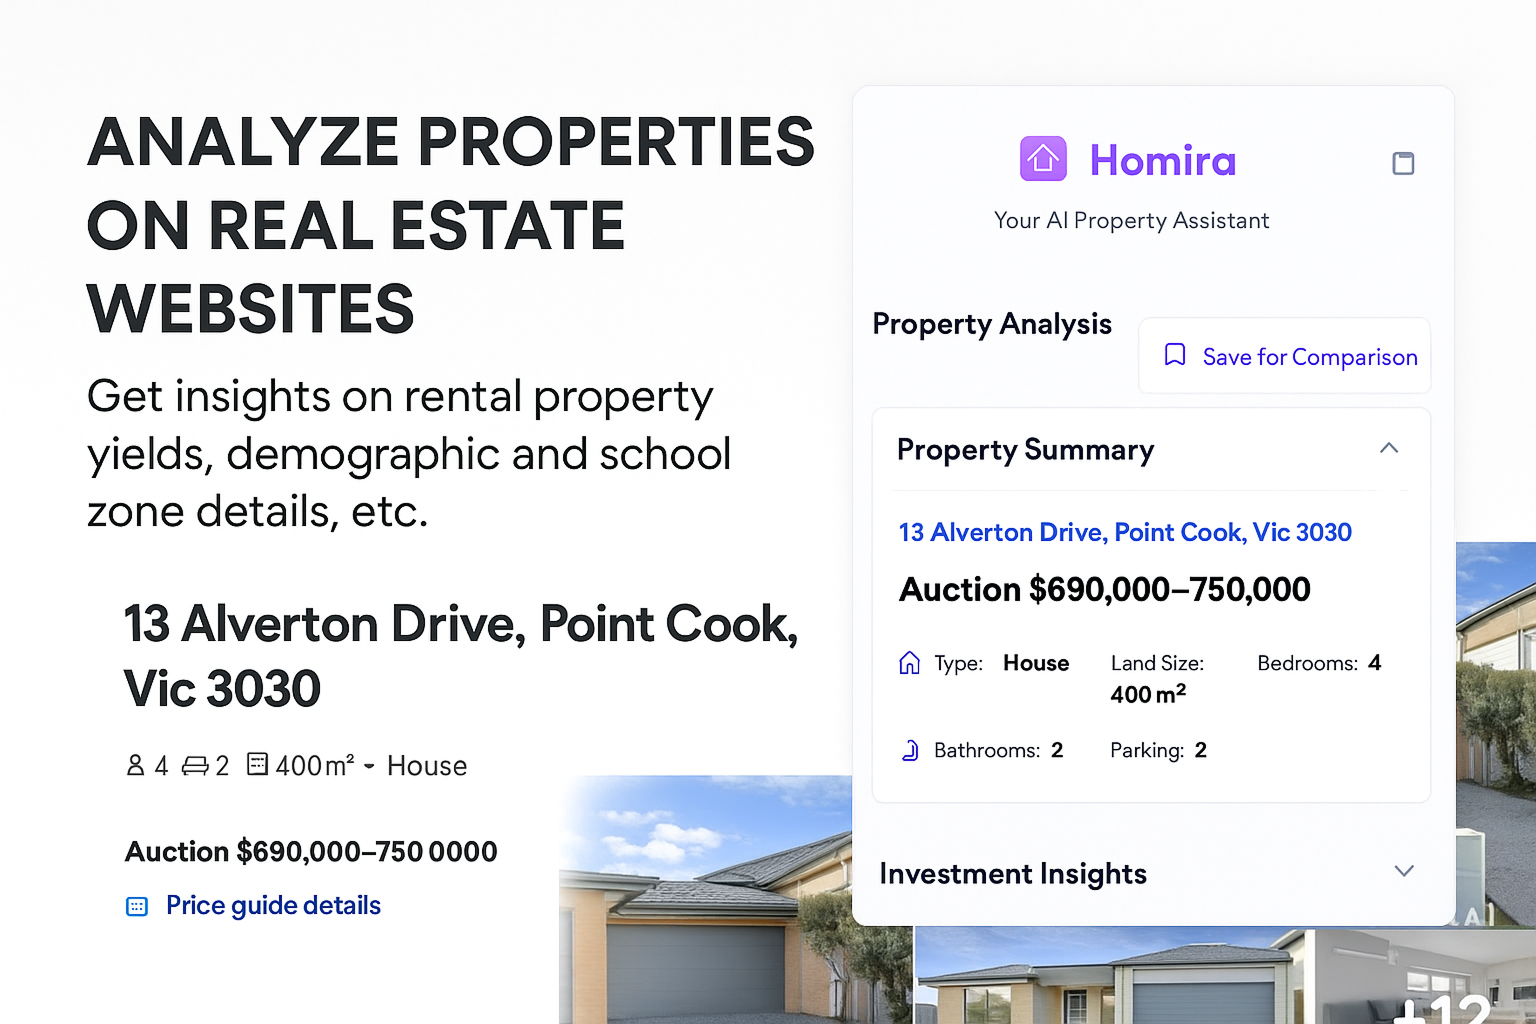 ANALYZE PROPERTIES
ON REAL ESTATE
WEBSITES
Get insights on rental property
yields, demographic and school
zone details, etc.
13 Alverton Drive, Point Cook,
Vic 3030
4 2 400 m² - House
Auction $690,000–750 0000
Price guide details
Homira
Your AI Property Assistant
Property Analysis
Save for Comparison
Property Summary
13 Alverton Drive, Point Cook, Vic 3030
Auction $690,000–750,000
Type: House Land Size: Bedrooms: 4
400 m²
Bathrooms: 2 Parking: 2
Investment Insights
+12